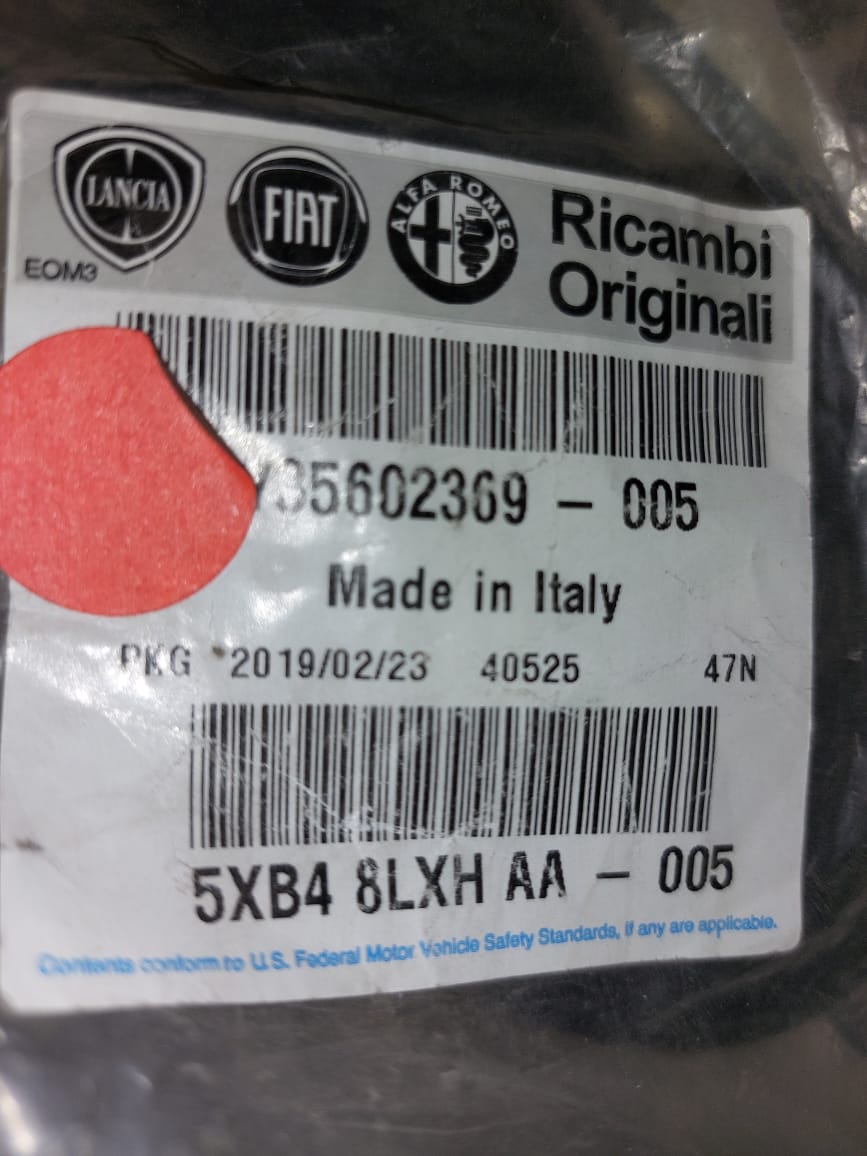 LANCIA
FIAT
ALFA ROMEO
Ricambi
Originali
EOM3
735602369 – 005
Made in Italy
PKG 2019/02/23 40525 47N
5XB4 8LXH AA – 005
Contents conform to U.S. Federal Motor Vehicle Safety Standards, if any are applicable.